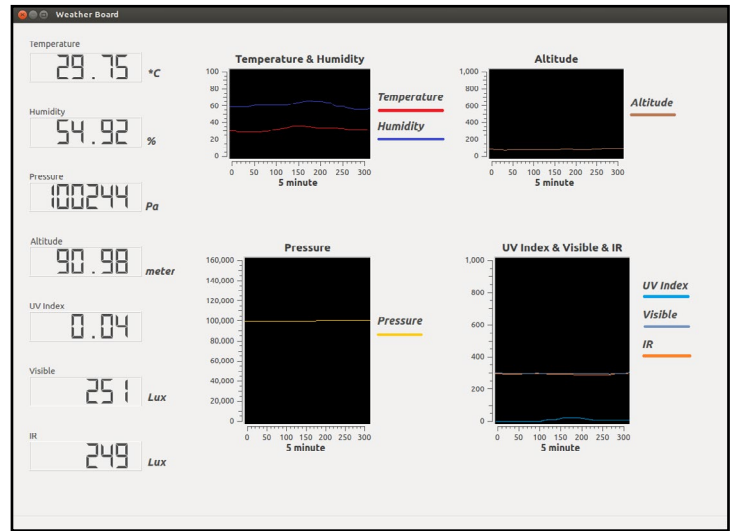 Weather Board
Temperature
29.75 °C
Humidity
54.92 %
Pressure
100244 Pa
Altitude
90.98 meter
UV Index
0.04
Visible
251 Lux
IR
249 Lux
Temperature & Humidity
100
80
60
40
20
0
0 50 100 150 200 250 300
5 minute
Temperature
Humidity
Altitude
1,000
800
600
400
200
0
0 50 100 150 200 250 300
5 minute
Altitude
Pressure
160,000
140,000
120,000
100,000
80,000
60,000
40,000
20,000
0
0 50 100 150 200 250 300
5 minute
Pressure
UV Index & Visible & IR
1,000
800
600
400
200
0
0 50 100 150 200 250 300
5 minute
UV Index
Visible
IR